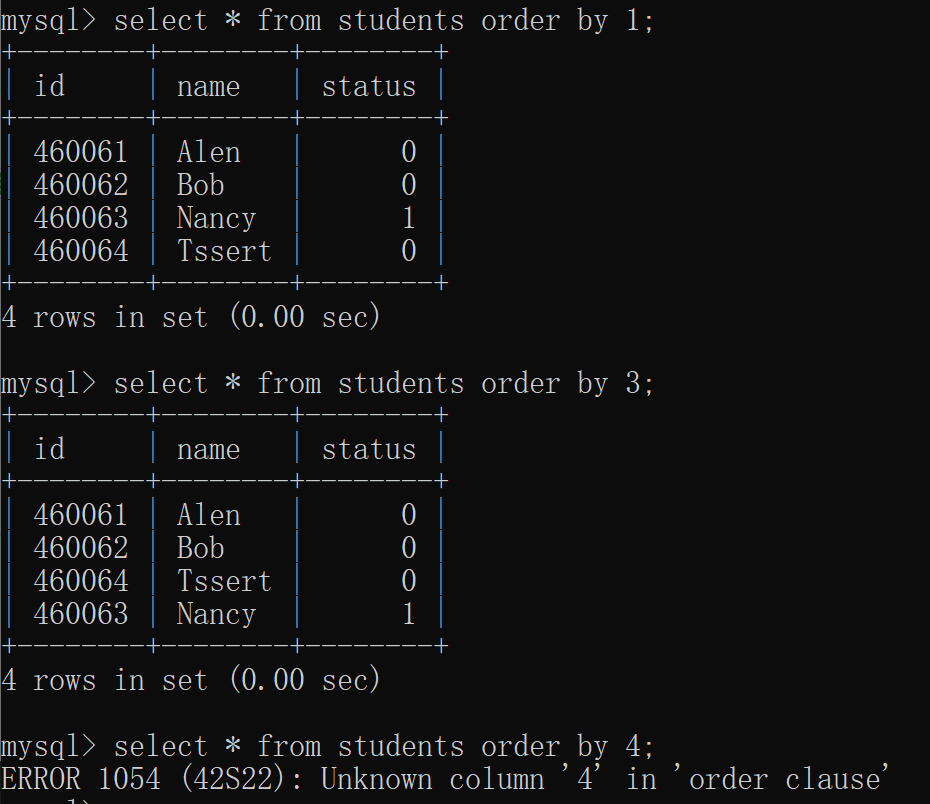 mysql> select * from students order by 1;
+--------+--------+--------+
| id     | name   | status |
+--------+--------+--------+
| 460061 | Alen   |      0 |
| 460062 | Bob    |      0 |
| 460063 | Nancy  |      1 |
| 460064 | Tssert |      0 |
+--------+--------+--------+
4 rows in set (0.00 sec)
mysql> select * from students order by 3;
+--------+--------+--------+
| id     | name   | status |
+--------+--------+--------+
| 460061 | Alen   |      0 |
| 460062 | Bob    |      0 |
| 460064 | Tssert |      0 |
| 460063 | Nancy  |      1 |
+--------+--------+--------+
4 rows in set (0.00 sec)
mysql> select * from students order by 4;
ERROR 1054 (42S22): Unknown column '4' in 'order clause'